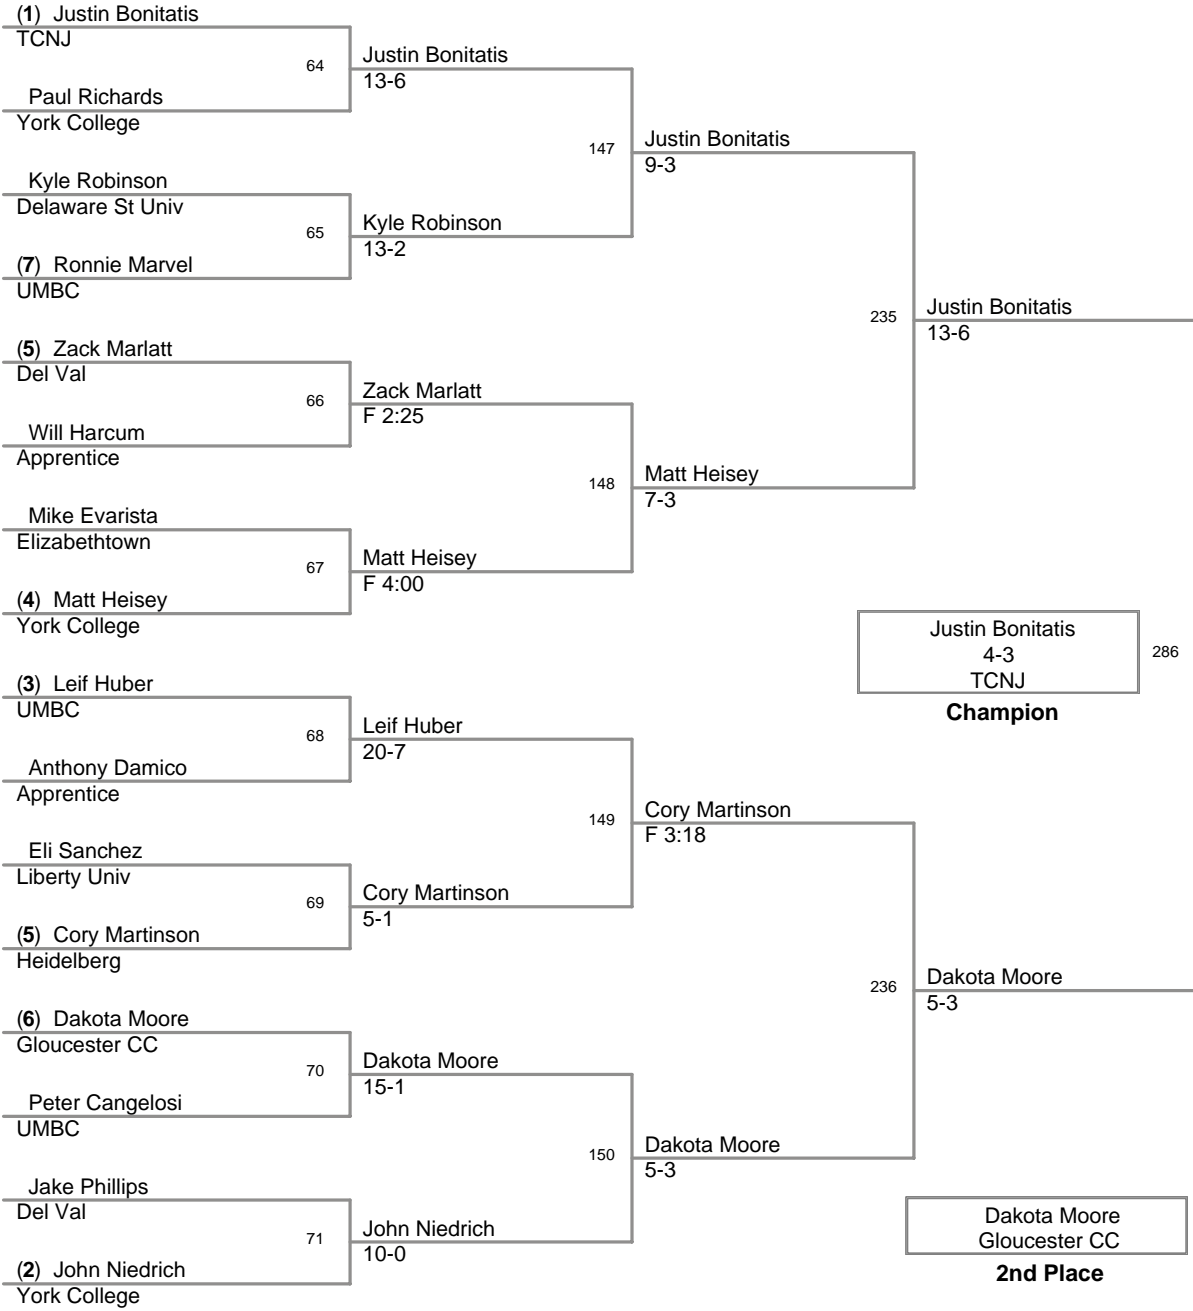 (1) Justin Bonitatis
TCNJ
64
Paul Richards
York College
Justin Bonitatis
13-6
Kyle Robinson
Delaware St Univ
65
(7) Ronnie Marvel
UMBC
Kyle Robinson
13-2
147
Justin Bonitatis
9-3
(5) Zack Marlatt
Del Val
66
Will Harcum
Apprentice
Zack Marlatt
F 2:25
Mike Evarista
Elizabethtown
67
(4) Matt Heisey
York College
Matt Heisey
F 4:00
148
Matt Heisey
7-3
235
Justin Bonitatis
13-6
Justin Bonitatis
4-3
TCNJ
286
Champion
(3) Leif Huber
UMBC
68
Anthony Damico
Apprentice
Leif Huber
20-7
Eli Sanchez
Liberty Univ
69
(5) Cory Martinson
Heidelberg
Cory Martinson
5-1
149
Cory Martinson
F 3:18
(6) Dakota Moore
Gloucester CC
70
Peter Cangelosi
UMBC
Dakota Moore
15-1
Jake Phillips
Del Val
71
(2) John Niedrich
York College
John Niedrich
10-0
150
Dakota Moore
5-3
236
Dakota Moore
5-3
Dakota Moore
Gloucester CC
2nd Place